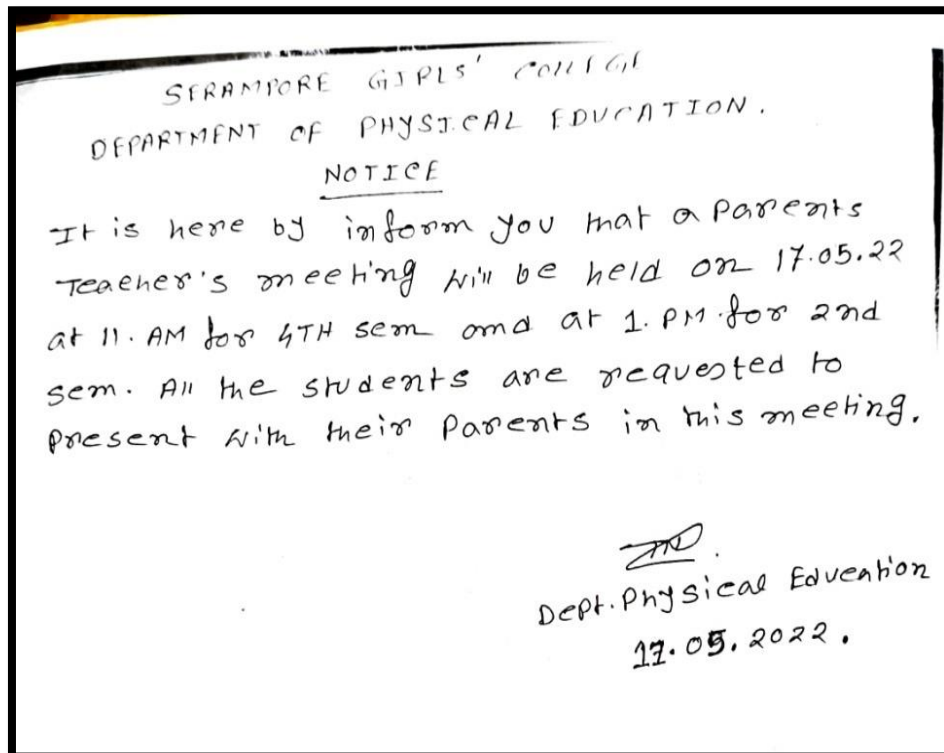 SERAMPORE GIRLS' COLLEGE
DEPARTMENT OF PHYSICAL EDUCATION.
NOTICE
It is here by inform you that a Parents
Teacher's meeting will be held on 17.05.22
at 11. AM for 4TH sem and at 1. PM for 2nd
sem. All the students are requested to
Present with their Parents in this meeting.
Dept. Physical Education
17.05.2022.